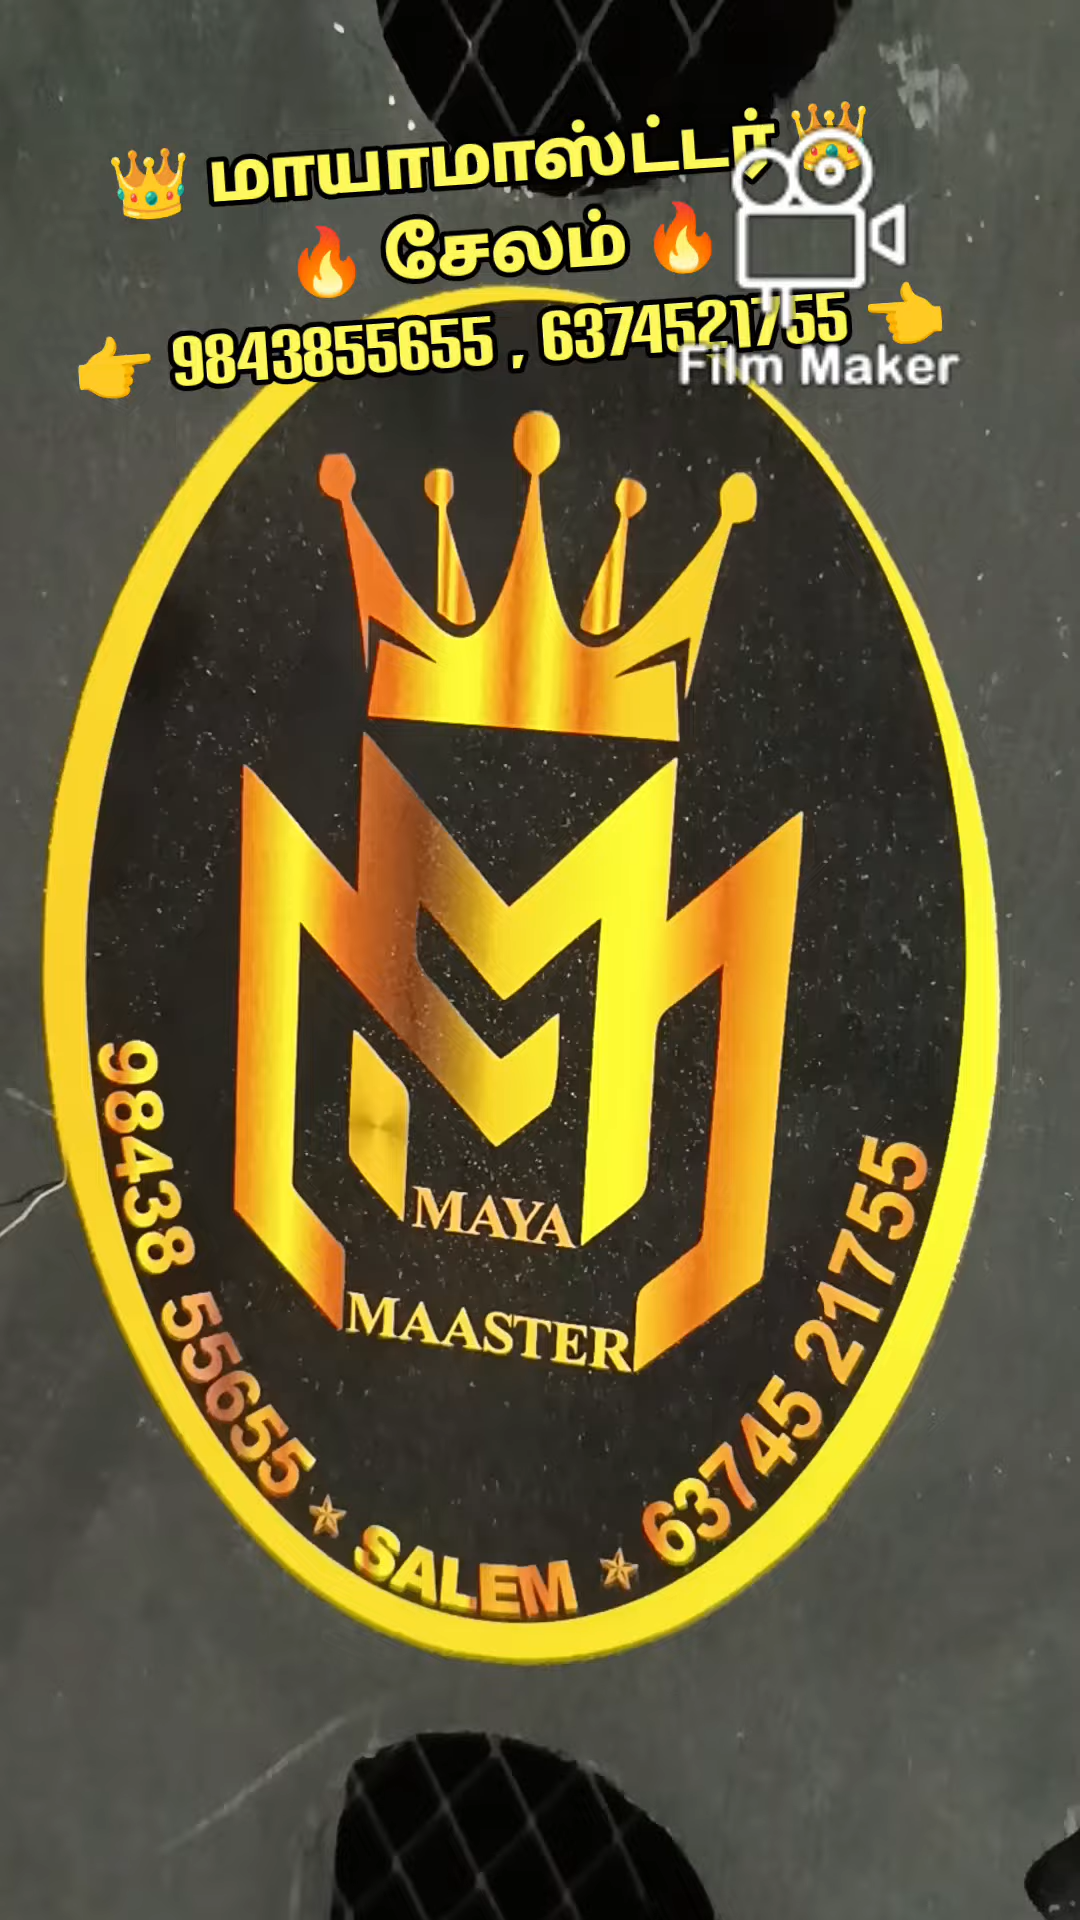 👑 மாயாமாஸ்ட்டர் 👑
🔥 சேலம் 🔥
👉 9843855655 , 6374521755 👈
Film Maker
MAYA
MAASTER
98438 55655 ★ SALEM ★ 63745 21755